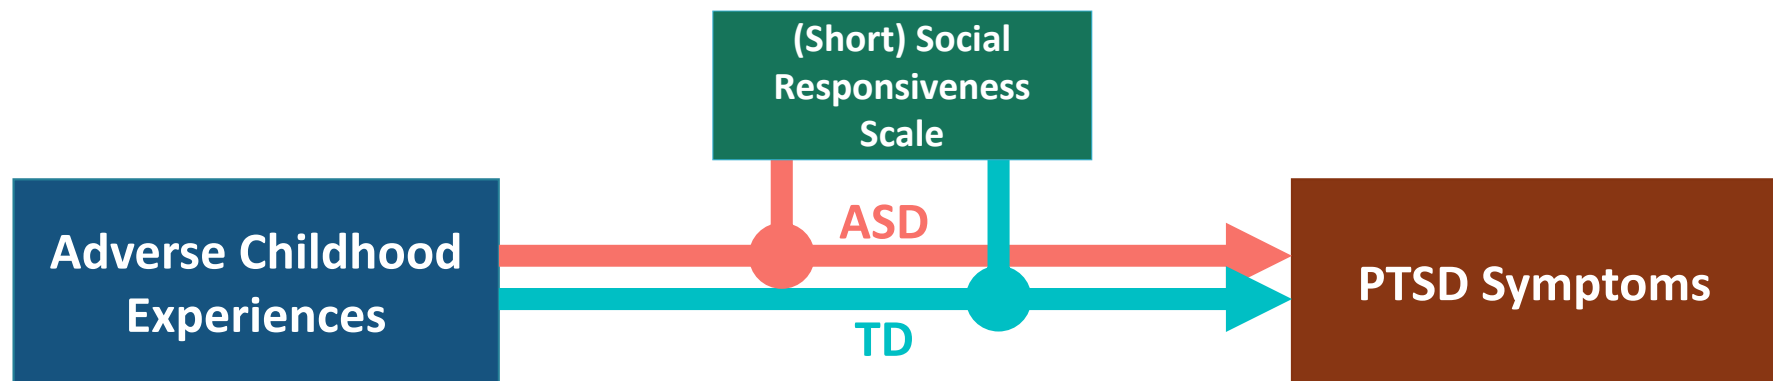 (Short) Social
Responsiveness
Scale
Adverse Childhood
Experiences
ASD
TD
PTSD Symptoms